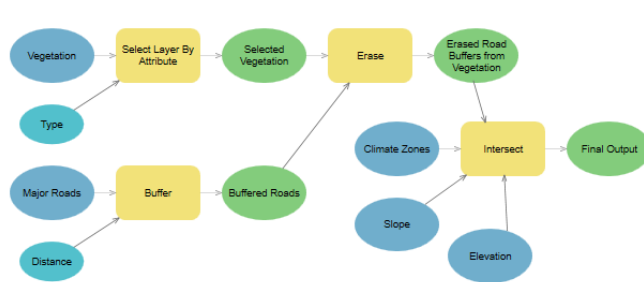 Vegetation
Select Layer By
Attribute
Selected
Vegetation
Erase
Erased Road
Buffers from
Vegetation
Type
Climate Zones
Intersect
Final Output
Major Roads
Buffer
Buffered Roads
Slope
Distance
Elevation